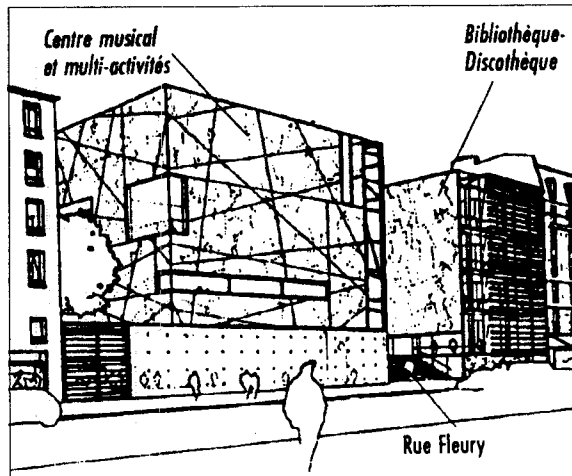 Centre musical
et multi-activités
Bibliothèque-
Discothèque
Rue Fleury